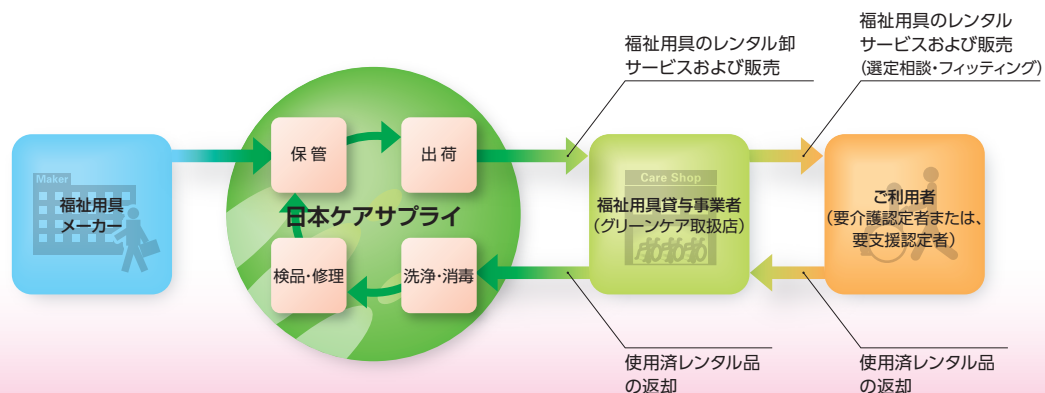 福祉用具のレンタル卸
サービスおよび販売
福祉用具のレンタル
サービスおよび販売
(選定相談・フィッティング)
Maker
福祉用具
メーカー
保管
出荷
日本ケアサプライ
検品・修理
洗浄・消毒
Care Shop
福祉用具貸与事業者
(グリーンケア取扱店)
ご利用者
(要介護認定者または、
要支援認定者)
使用済レンタル品
の返却
使用済レンタル品
の返却